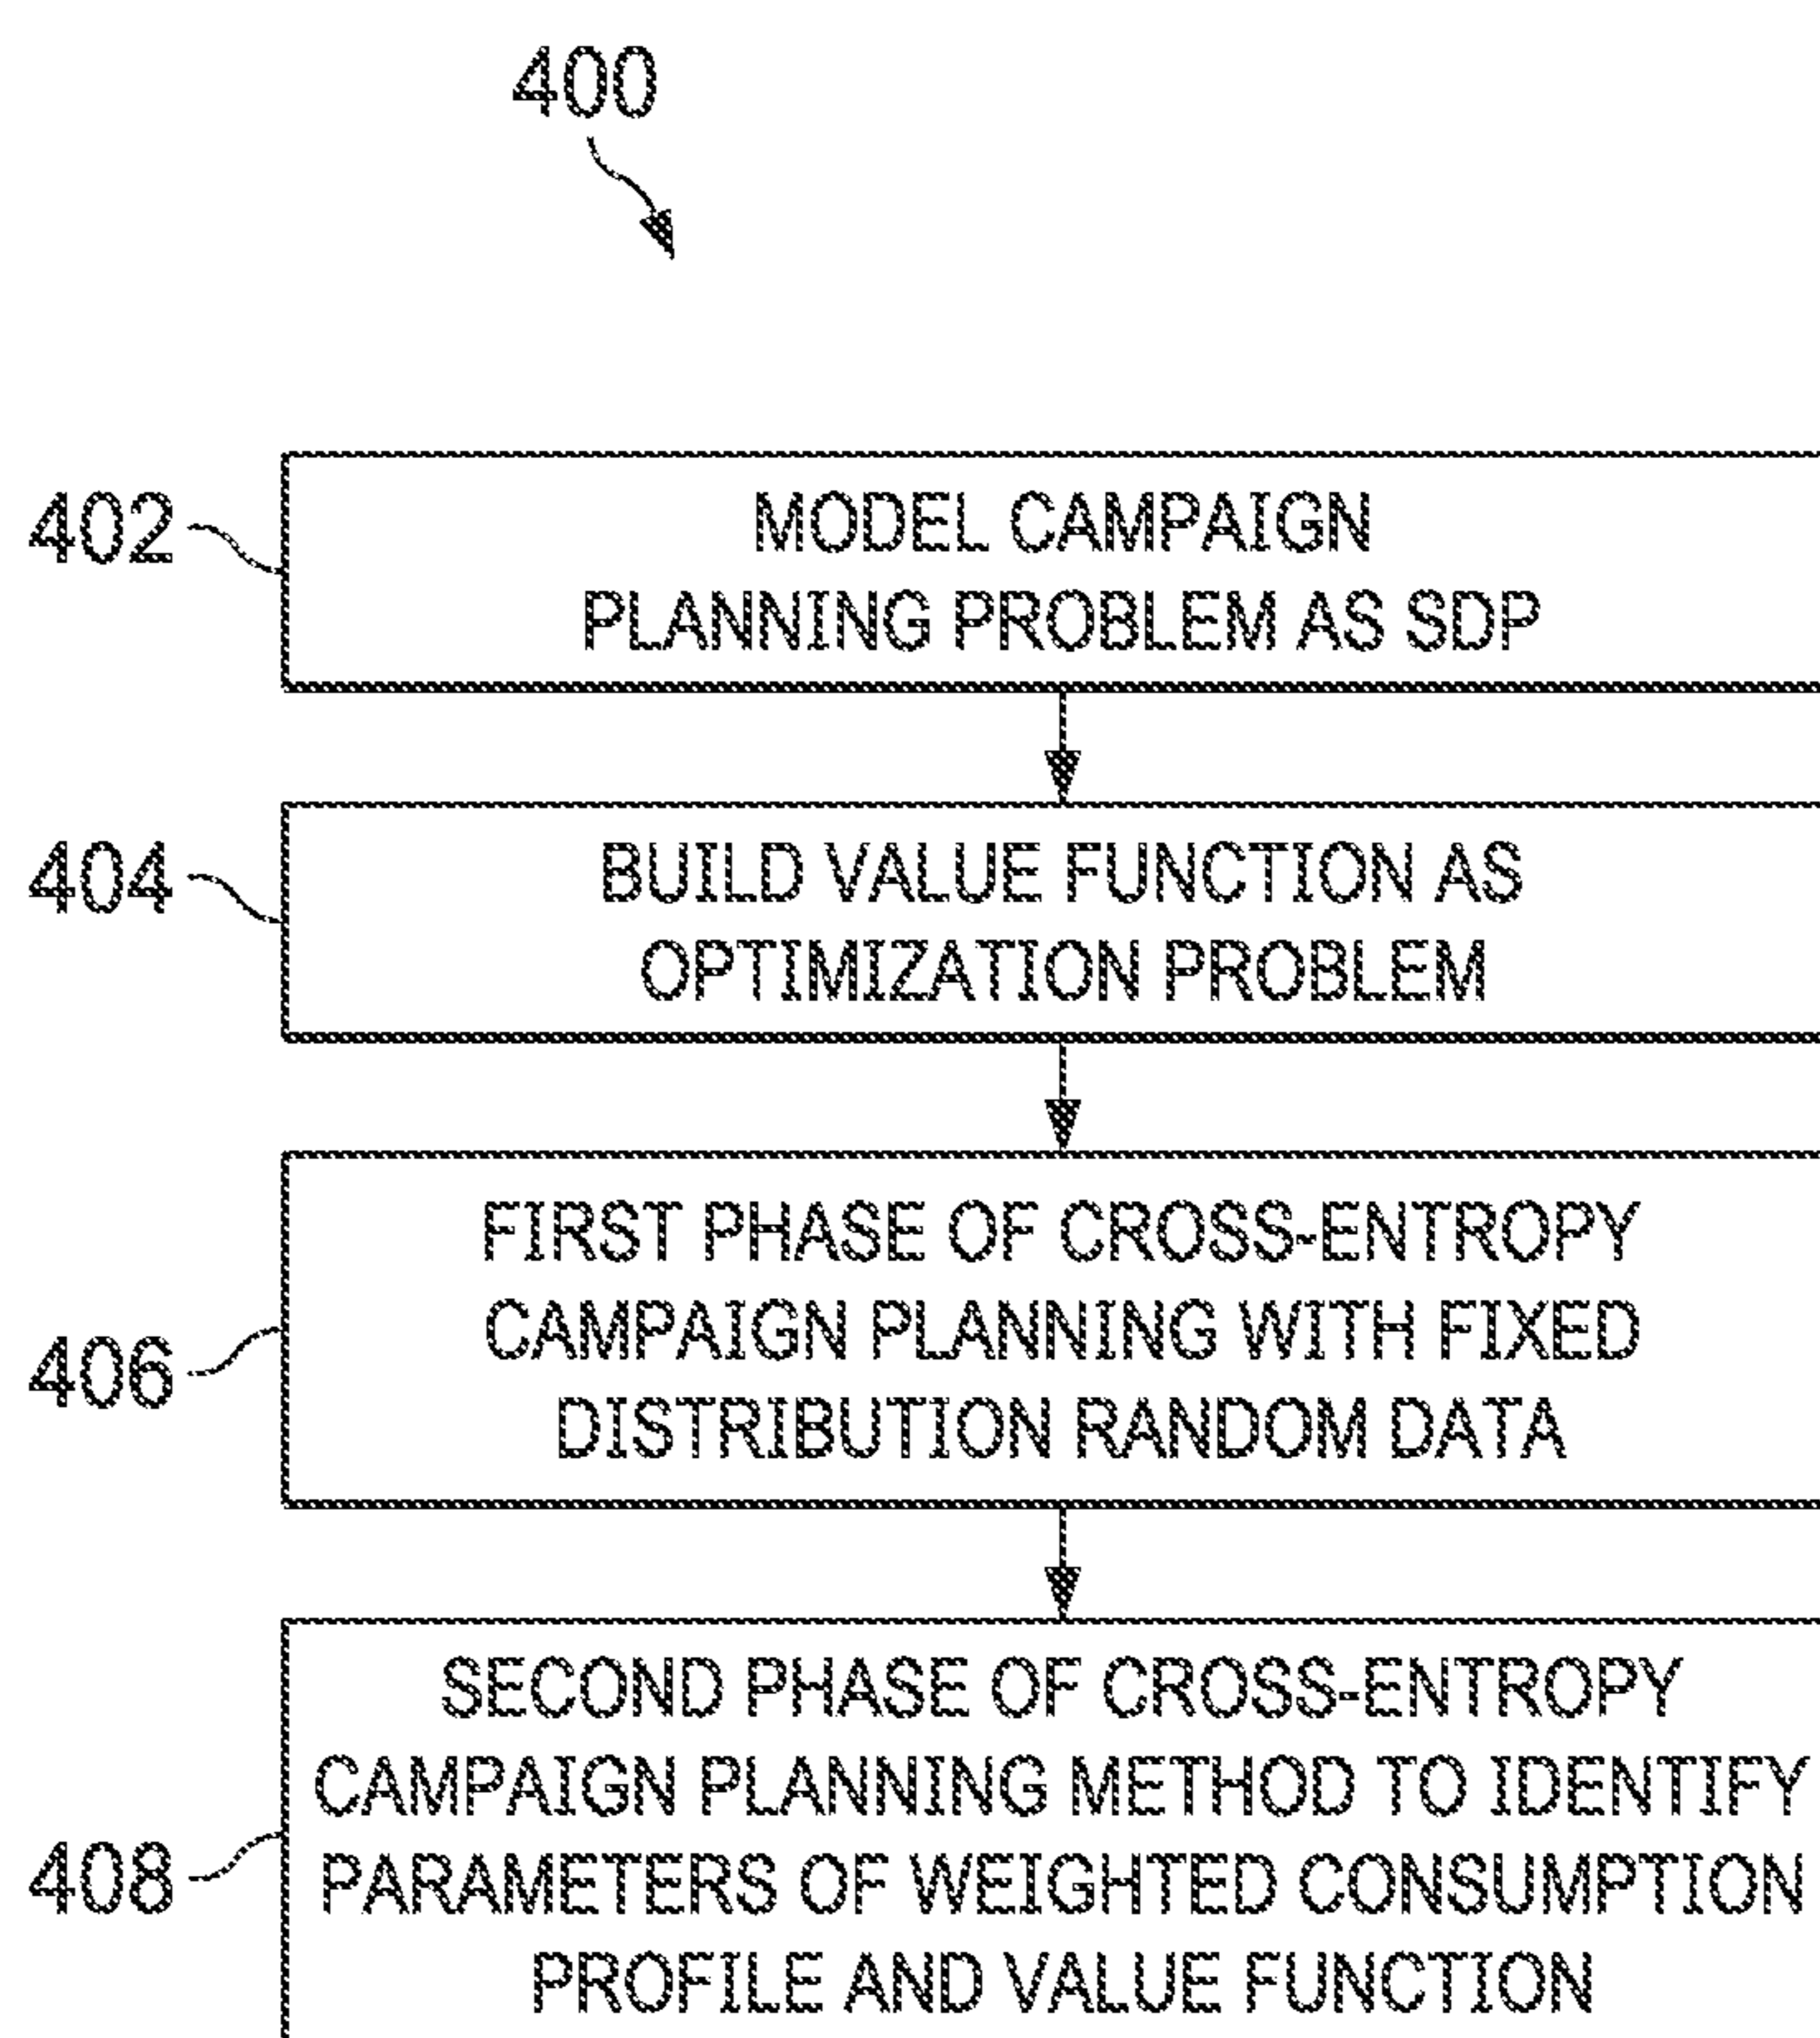 400
402
MODEL CAMPAIGN
PLANNING PROBLEM AS SDP
404
BUILD VALUE FUNCTION AS
OPTIMIZATION PROBLEM
406
FIRST PHASE OF CROSS-ENTROPY
CAMPAIGN PLANNING WITH FIXED
DISTRIBUTION RANDOM DATA
408
SECOND PHASE OF CROSS-ENTROPY
CAMPAIGN PLANNING METHOD TO IDENTIFY
PARAMETERS OF WEIGHTED CONSUMPTION
PROFILE AND VALUE FUNCTION